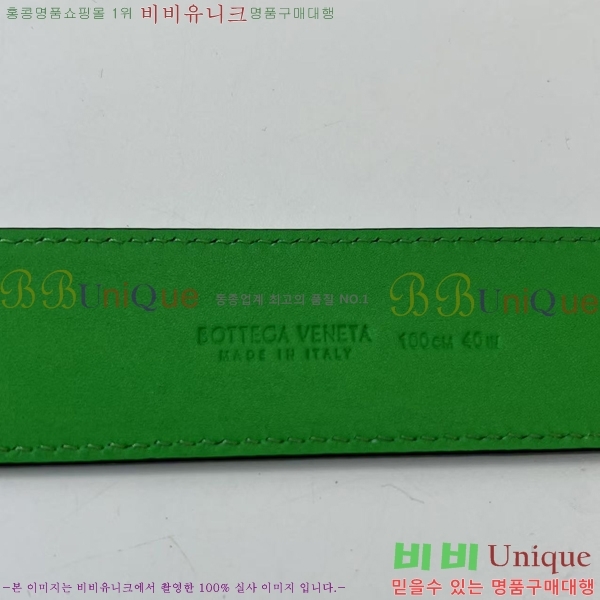 홍콩명품쇼핑몰 1위 비비유니크명품구매대행
BBUniQue 동종업계 최고의 품질 NO.1 BBUniQue
BOTTEGA VENETA 100CM 40IN
MADE IN ITALY
비비 Unique
믿을수 있는 명품구매대행
-본 이미지는 비비유니크에서 촬영한 100% 실사 이미지 입니다.-